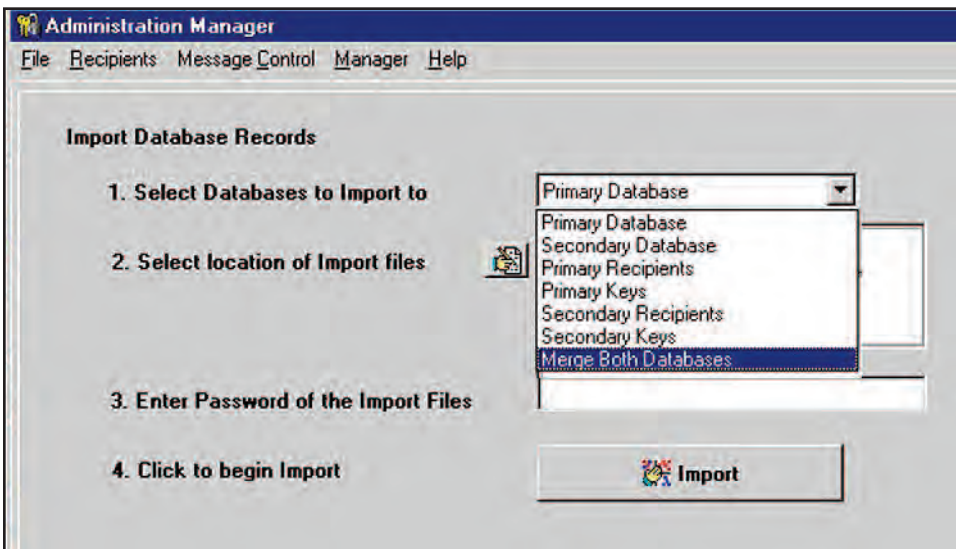 Administration Manager
File Recipients Message Control Manager Help
Import Database Records
1. Select Databases to Import to
Primary Database
Primary Database
Secondary Database
Primary Recipients
Primary Keys
Secondary Recipients
Secondary Keys
Merge Both Databases
2. Select location of Import files
3. Enter Password of the Import Files
4. Click to begin Import
Import